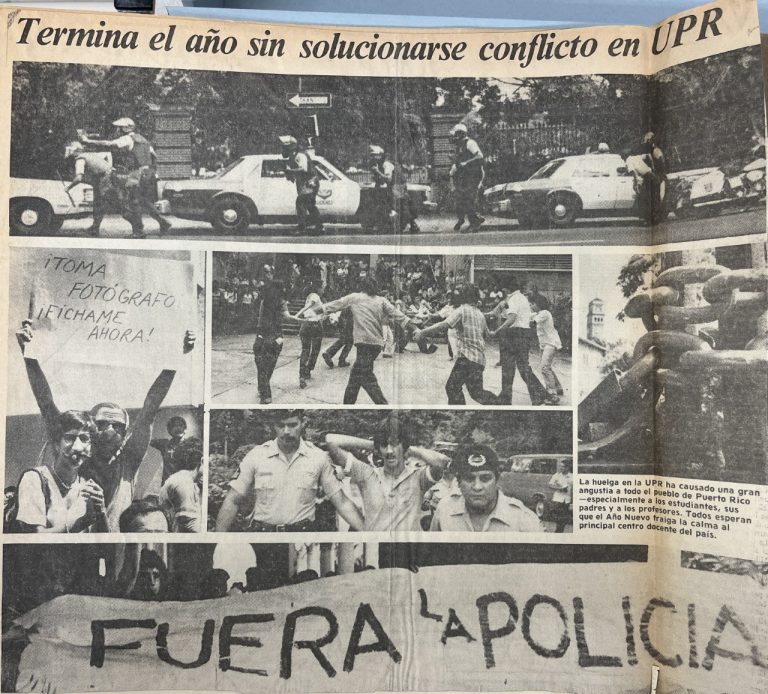 Termina el año sin solucionarse conflicto en UPR
¡TOMA
FOTÓGRAFO
¡FÍCHAME
AHORA!
La huelga en la UPR ha causado una gran
angustia a todo el pueblo de Puerto Rico
—especialmente a los estudiantes, sus
padres y a los profesores. Todos esperan
que el Año Nuevo traiga la calma al
principal centro docente del país.
FUERA LA POLICIA